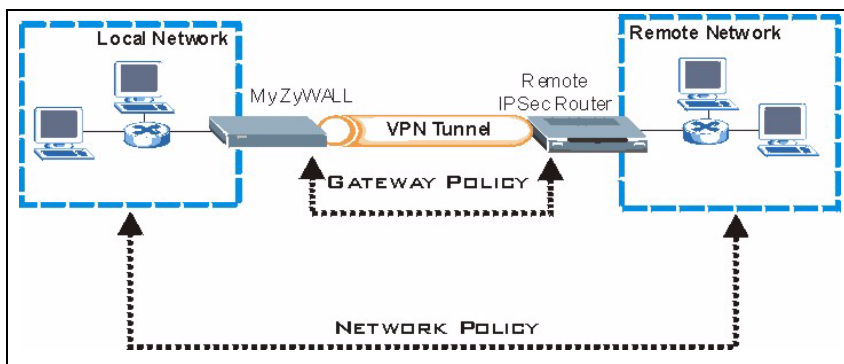 Local Network
Remote Network
MyZyWALL
Remote
IPSec Router
VPN Tunnel
GATEWAY POLICY
NETWORK POLICY